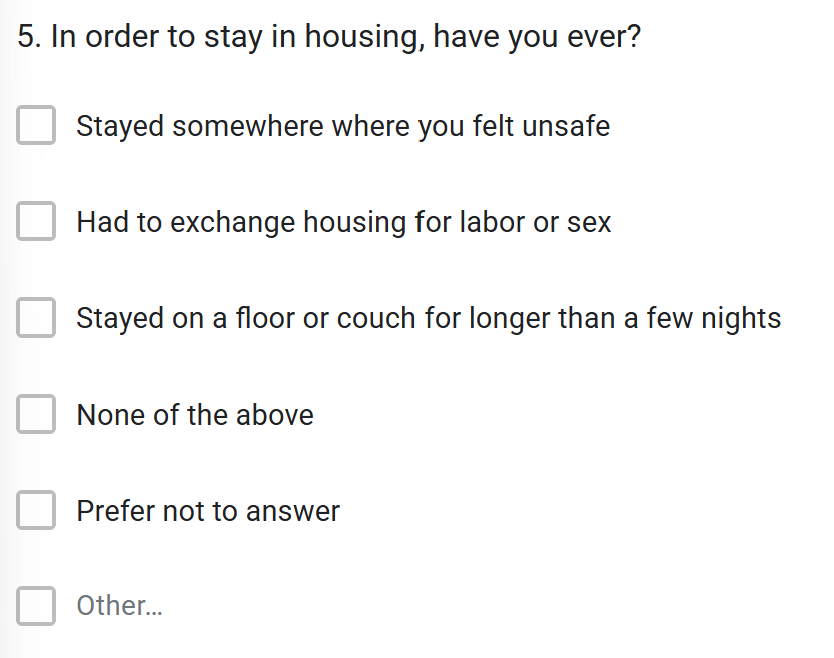 5. In order to stay in housing, have you ever?
Stayed somewhere where you felt unsafe
Had to exchange housing for labor or sex
Stayed on a floor or couch for longer than a few nights
None of the above
Prefer not to answer
Other...